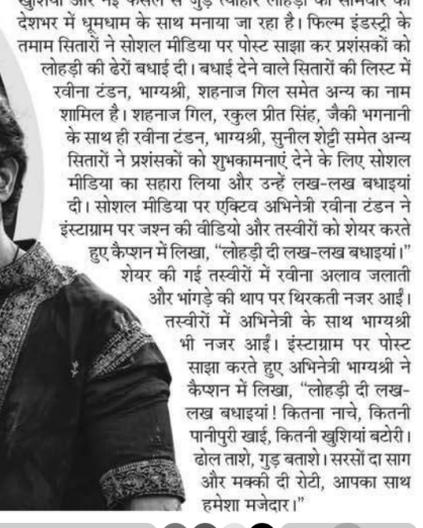 खुशियों और नई फसल से जुड़े त्योहार लोहड़ी को सोमवार को
देशभर में धूमधाम के साथ मनाया जा रहा है। फिल्म इंडस्ट्री के
तमाम सितारों ने सोशल मीडिया पर पोस्ट साझा कर प्रशंसकों को
लोहड़ी की ढेरों बधाई दी। बधाई देने वाले सितारों की लिस्ट में
रवीना टंडन, भाग्यश्री, शहनाज गिल समेत अन्य का नाम
शामिल है। शहनाज गिल, रकुल प्रीत सिंह, जैकी भगनानी
के साथ ही रवीना टंडन, भाग्यश्री, सुनील शेट्टी समेत अन्य
सितारों ने प्रशंसकों को शुभकामनाएं देने के लिए सोशल
मीडिया का सहारा लिया और उन्हें लख-लख बधाइयां
दी। सोशल मीडिया पर एक्टिव अभिनेत्री रवीना टंडन ने
इंस्टाग्राम पर जश्न की वीडियो और तस्वीरों को शेयर करते
हुए कैप्शन में लिखा, “लोहड़ी दी लख-लख बधाइयां।”
शेयर की गई तस्वीरों में रवीना अलाव जलाती
और भांगड़े की थाप पर थिरकती नजर आईं।
तस्वीरों में अभिनेत्री के साथ भाग्यश्री
भी नजर आईं। इंस्टाग्राम पर पोस्ट
साझा करते हुए अभिनेत्री भाग्यश्री ने
कैप्शन में लिखा, “लोहड़ी दी लख-
लख बधाइयां! कितना नाचे, कितनी
पानीपुरी खाई, कितनी खुशियां बटोरी।
ढोल ताशे, गुड़ बताशे। सरसों दा साग
और मक्की दी रोटी, आपका साथ
हमेशा मजेदार।”